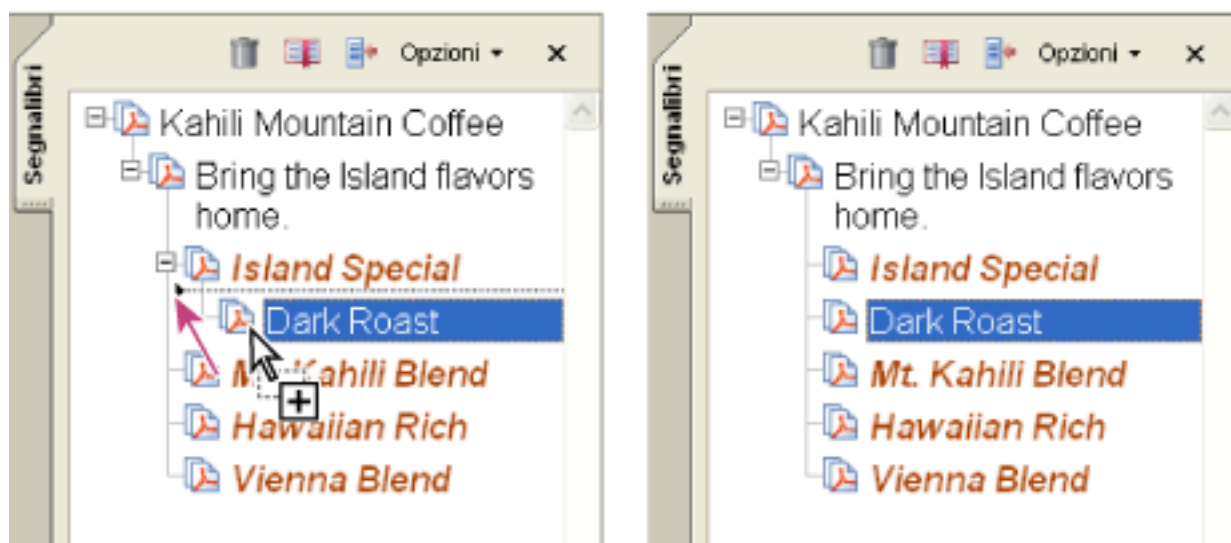 Opzioni
Segnalibri
Kahili Mountain Coffee
Bring the Island flavors
home.
Island Special
Dark Roast
Mt. Kahili Blend
Hawaiian Rich
Vienna Blend
Opzioni
Segnalibri
Kahili Mountain Coffee
Bring the Island flavors
home.
Island Special
Dark Roast
Mt. Kahili Blend
Hawaiian Rich
Vienna Blend